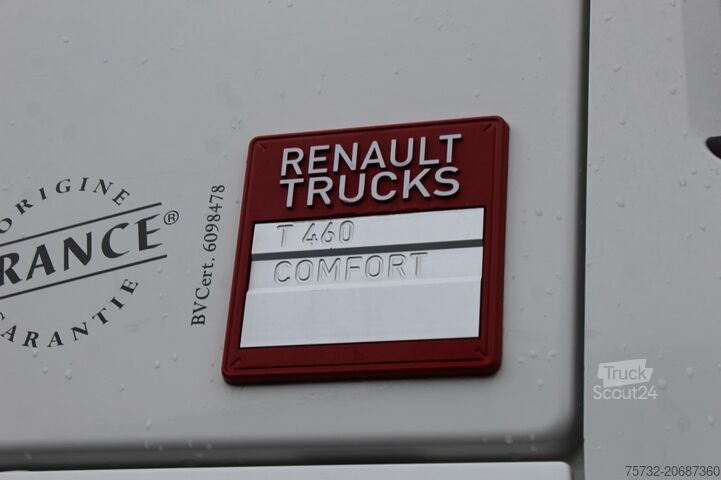 ORIGINE
RANCE®
ARANTIE
BVCert. 6098478
RENAULT
TRUCKS
T 460
COMFORT
Truck
Scout24
75732-20687360